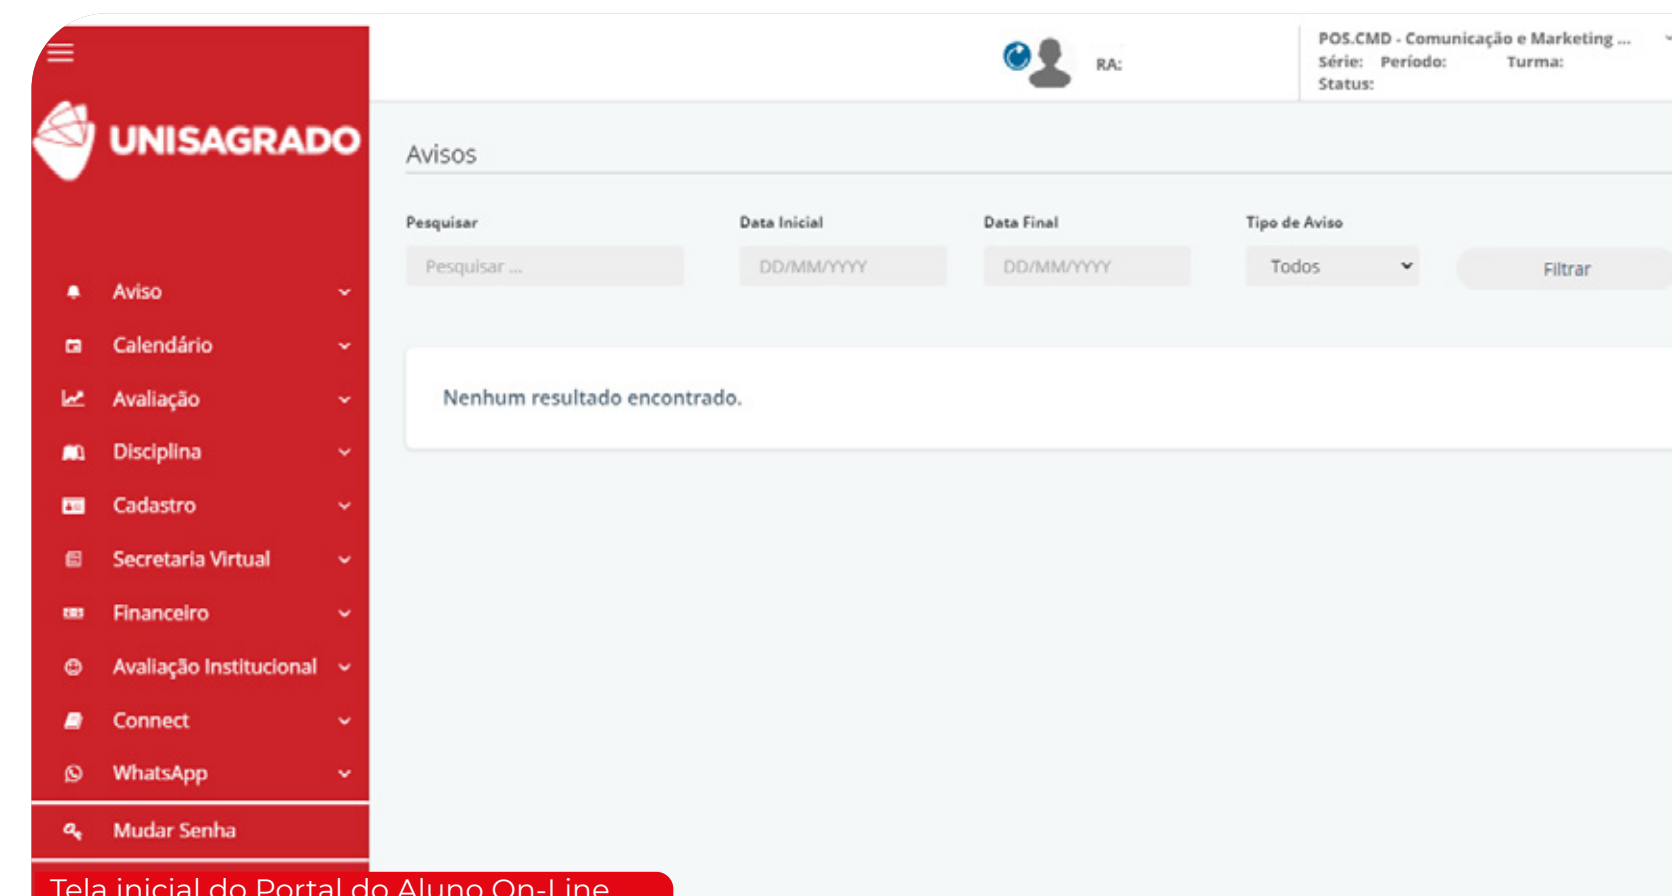 POS.CMD - Comunicação e Marketing ...
RA:
Série: Período: Turma:
Status:
UNISAGRADO
Avisos
Pesquisar Data Inicial Data Final Tipo de Aviso
Pesquisar ... DD/MM/YYYY DD/MM/YYYY Todos Filtrar
Nenhum resultado encontrado.
Aviso
Calendário
Avaliação
Disciplina
Cadastro
Secretaria Virtual
Financeiro
Avaliação Institucional
Connect
WhatsApp
Mudar Senha
Tela inicial do Portal do Aluno On-Line